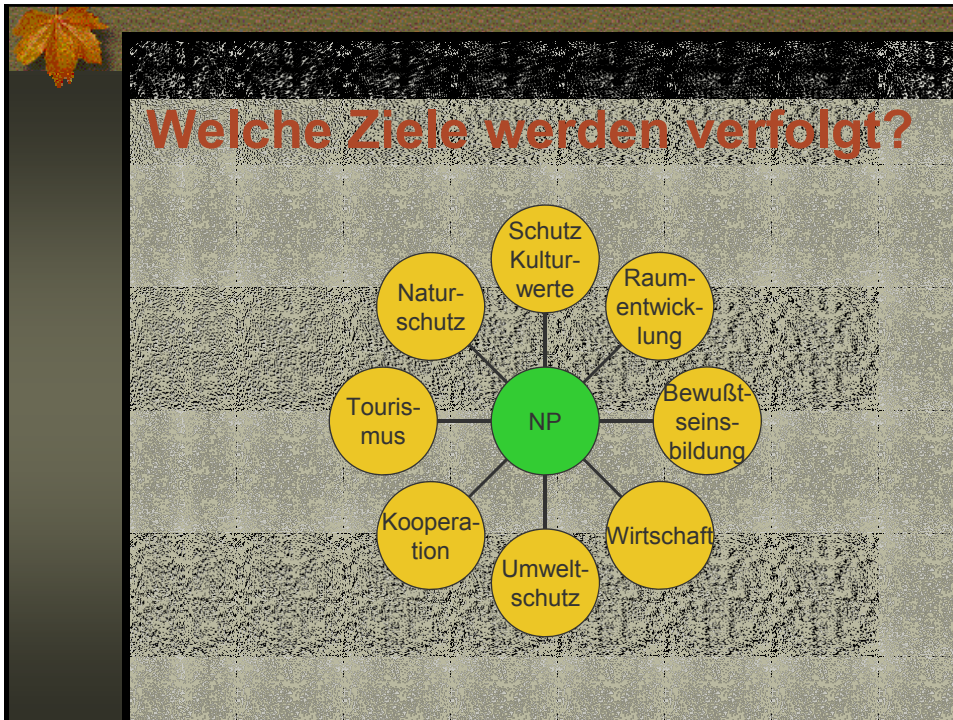 Welche Ziele werden verfolgt?
Schutz
Kultur-
werte
Raum-
entwick-
lung
Bewußt-
seins-
bildung
Wirtschaft
Umwelt-
schutz
Koopera-
tion
Touris-
mus
Natur-
schutz
NP